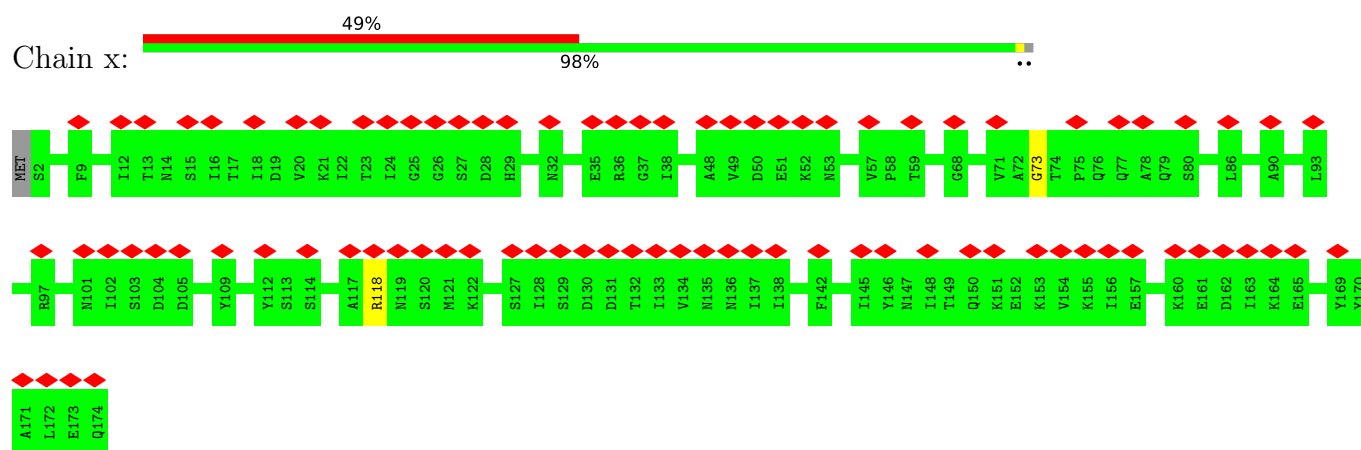 49%
Chain x:
98%
••
MET S2 F9 I12 T13 N14 S15 I16 T17 I18 D19 V20 K21 I22 T23 I24 G25 G26 S27 D28 H29 N32 E35 R36 G37 I38 A48 V49 D50 E51 K52 N53 V57 P58 T59 G68 V71 A72 G73 T74 P75 Q76 Q77 A78 Q79 S80 L86 A90 L93
R97 N101 I102 S103 D104 D105 Y109 Y112 S113 S114 A117 R118 N119 S120 M121 K122 S127 I128 S129 D130 D131 T132 I133 V134 N135 N136 I137 I138 F142 I145 Y146 N147 I148 T149 Q150 K151 E152 K153 V154 K155 I156 E157 K160 E161 D162 I163 K164 E165 Y169 Y170
A171 L172 E173 Q174